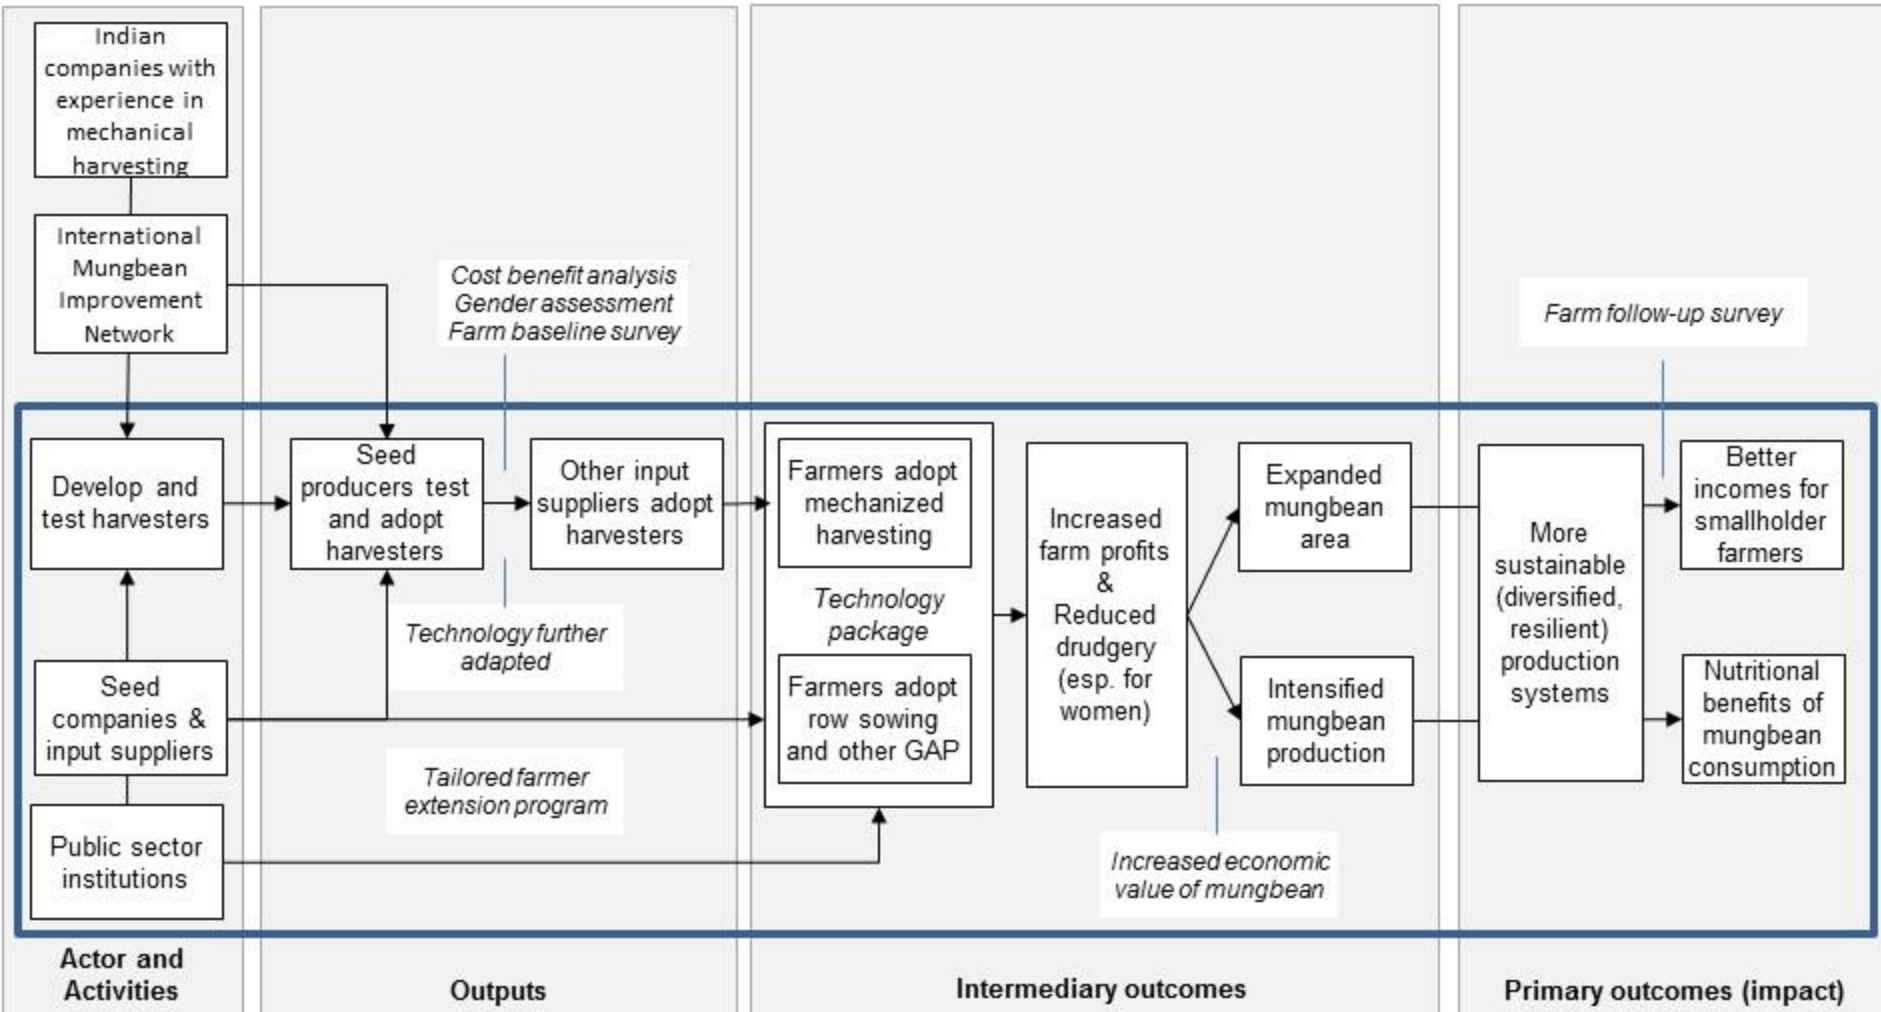 Indian
companies with
experience in
mechanical
harvesting
International
Mungbean
Improvement
Network
Cost benefit analysis
Gender assessment
Farm baseline survey
Farm follow-up survey
Develop and
test harvesters
Seed
producers test
and adopt
harvesters
Other input
suppliers adopt
harvesters
Farmers adopt
mechanized
harvesting
Technology
package
Farmers adopt
row sowing
and other GAP
Increased
farm profits
&
Reduced
drudgery
(esp. for
women)
Expanded
mungbean
area
Intensified
mungbean
production
More
sustainable
(diversified,
resilient)
production
systems
Better
incomes for
smallholder
farmers
Nutritional
benefits of
mungbean
consumption
Technology further
adapted
Seed
companies &
input suppliers
Tailored farmer
extension program
Public sector
institutions
Increased economic
value of mungbean
Actor and
Activities
Outputs
Intermediary outcomes
Primary outcomes (impact)